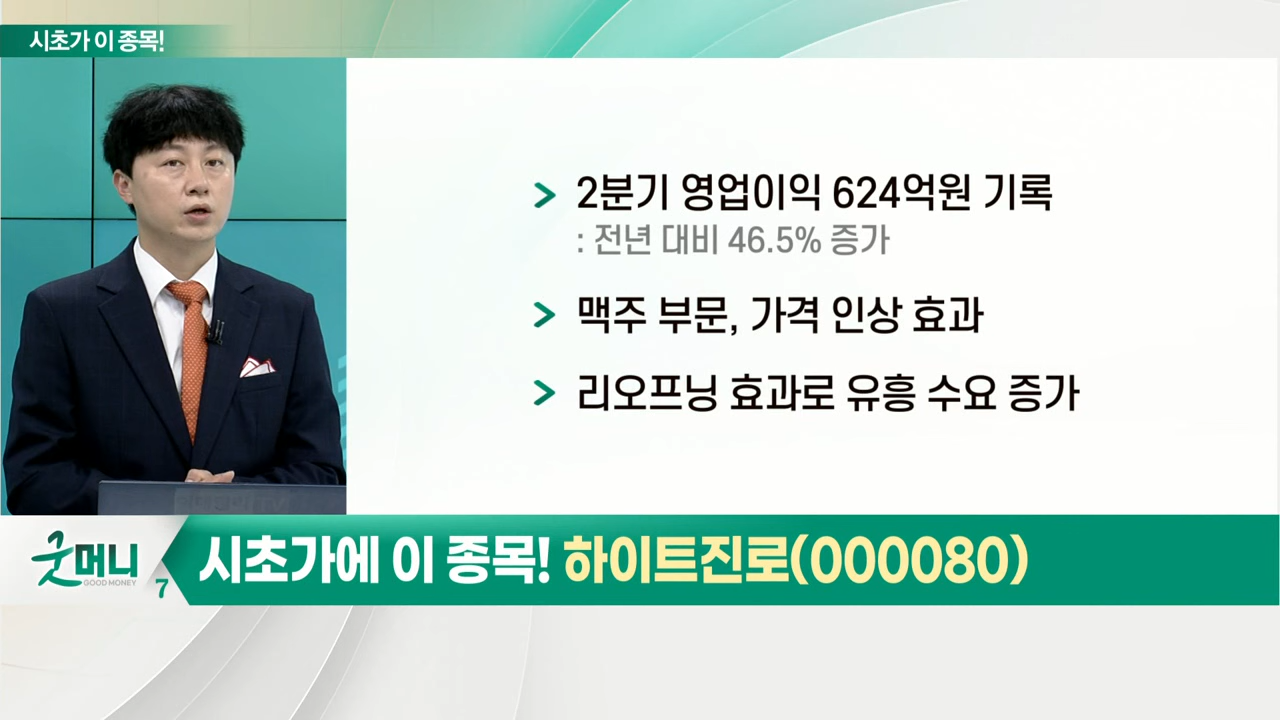 시초가 이 종목!
> 2분기 영업이익 624억원 기록
: 전년 대비 46.5% 증가
> 맥주 부문, 가격 인상 효과
> 리오프닝 효과로 유흥 수요 증가
굿머니
GOOD MONEY
7
시초가에 이 종목! 하이트진로(000080)